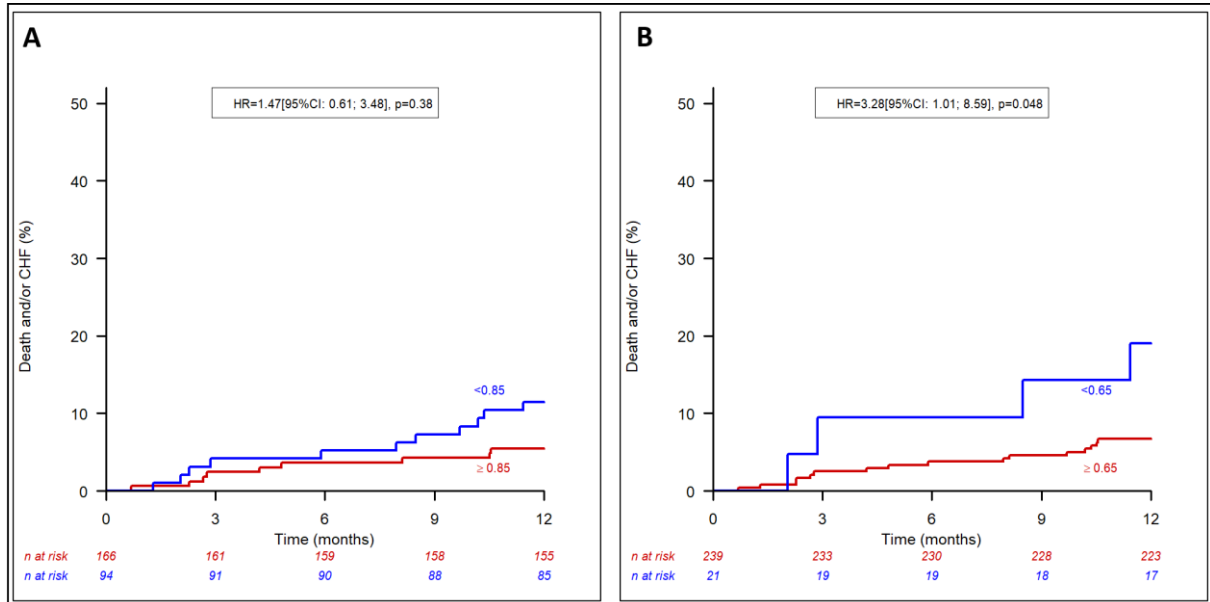 A
HR=1.47[95%CI: 0.61; 3.48], p=0.38
Death and/or CHF (%)
50
40
30
20
10
0
<0.85
≥ 0.85
0 3 6 9 12
Time (months)
n at risk 166 161 159 158 155
n at risk 94 91 90 88 85
B
HR=3.28[95%CI: 1.01; 8.59], p=0.048
Death and/or CHF (%)
50
40
30
20
10
0
<0.65
≥ 0.65
0 3 6 9 12
Time (months)
n at risk 239 233 230 228 223
n at risk 21 19 19 18 17